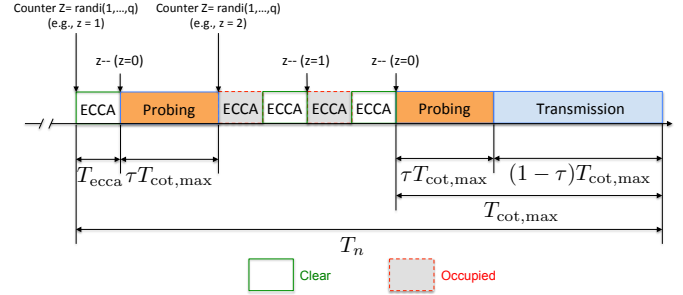 Counter Z= randi(1,...,q)
(e.g., z = 1)
Counter Z= randi(1,...,q)
(e.g., z = 2)
z-- (z=0)
z-- (z=1)
z-- (z=0)
ECCA
Probing
ECCA
ECCA
ECCA
ECCA
Probing
Transmission
T_ecca
τT_cot,max
τT_cot,max
(1 − τ)T_cot,max
T_cot,max
T_n
Clear
Occupied